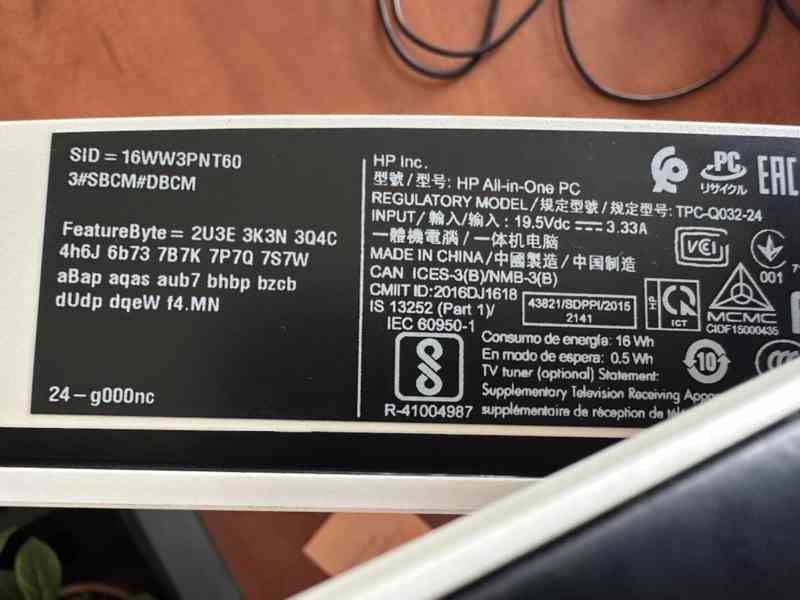 SID = 16WW3PNT60
3#SBCM#DBCM
FeatureByte = 2U3E 3K3N 3Q4C
4h6J 6b73 7B7K 7P7Q 7S7W
aBap aqas aub7 bhbp bzcb
dUdp dqeW f4.MN
24-g000nc
HP Inc.
型號/型号: HP All-in-One PC
REGULATORY MODEL/規定型號/规定型号: TPC-Q032-24
INPUT/輸入/输入: 19.5Vdc 3.33A
一體機電腦/一体机电脑
MADE IN CHINA/中國製造/中国制造
CAN ICES-3(B)/NMB-3(B)
CMIIT ID:2016DJ1618
IS 13252 (Part 1)/
IEC 60950-1
R-41004987
43821/SDPPI/2015
2141
Consumo de energía: 16 Wh
En modo de espera: 0.5 Wh
TV tuner (optional) Statement:
Supplementary Television Receiving
supplémentaire de réception de
PC
リサイクル
EAC
VCI
001
ICT
MCMC
CIDF15000435
10